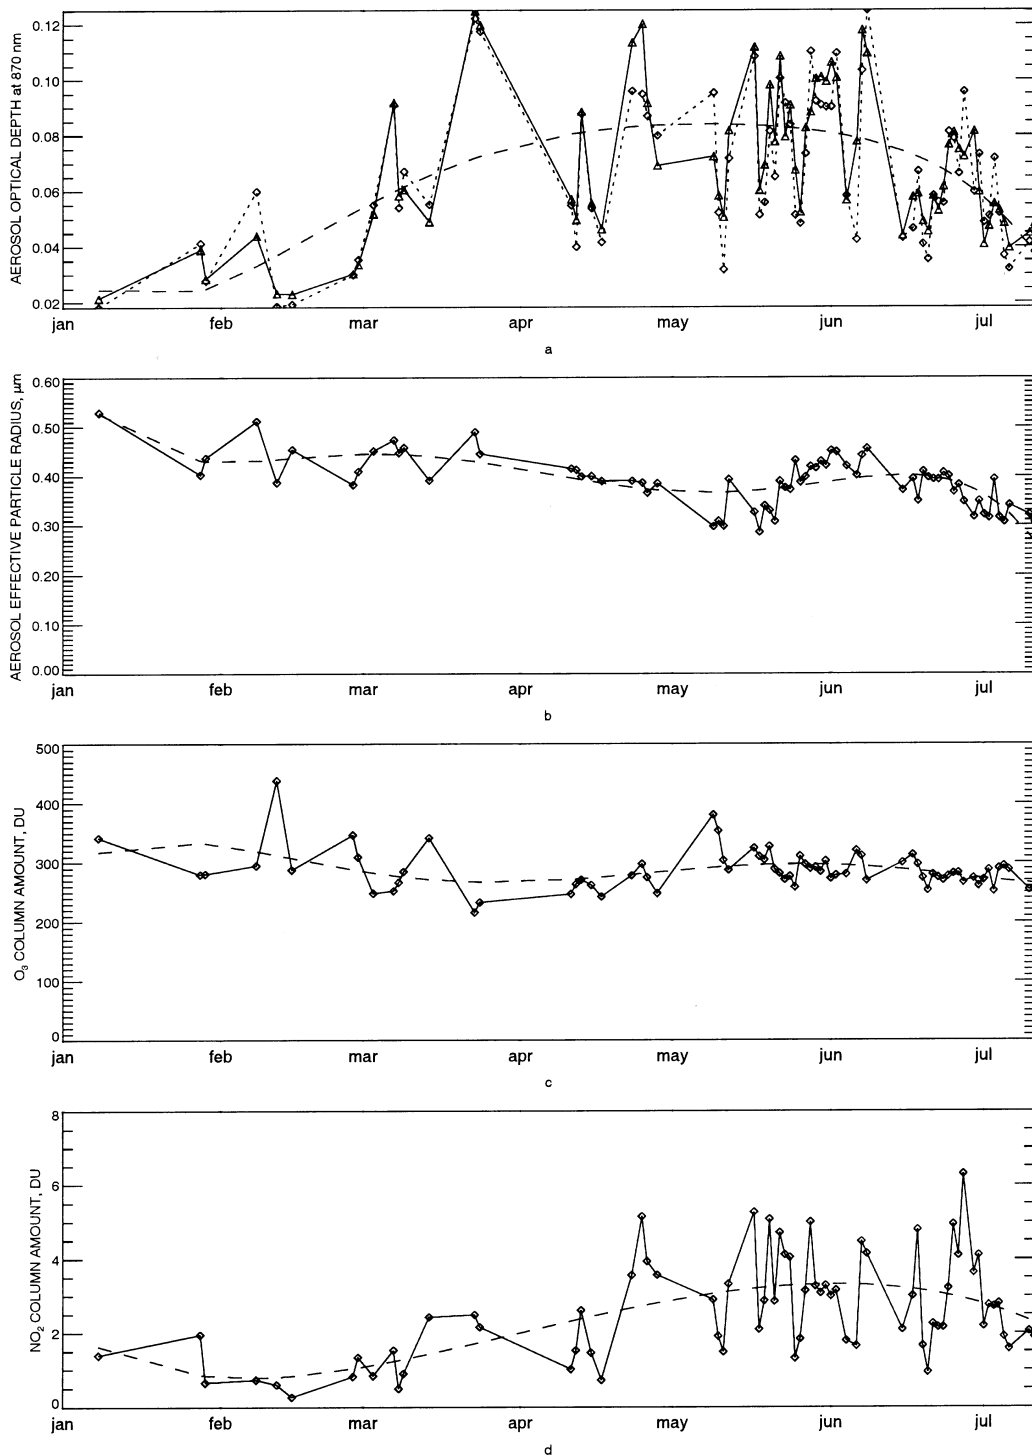 AEROSOL OPTICAL DEPTH at 870 nm
0.12
0.10
0.08
0.06
0.04
0.02
jan feb mar apr may jun jul
a
AEROSOL EFFECTIVE PARTICLE RADIUS, µm
0.60
0.50
0.40
0.30
0.20
0.10
0.00
jan feb mar apr may jun jul
b
O₃ COLUMN AMOUNT, DU
500
400
300
200
100
0
jan feb mar apr may jun jul
c
NO₂ COLUMN AMOUNT, DU
8
6
4
2
0
jan feb mar apr may jun jul
d